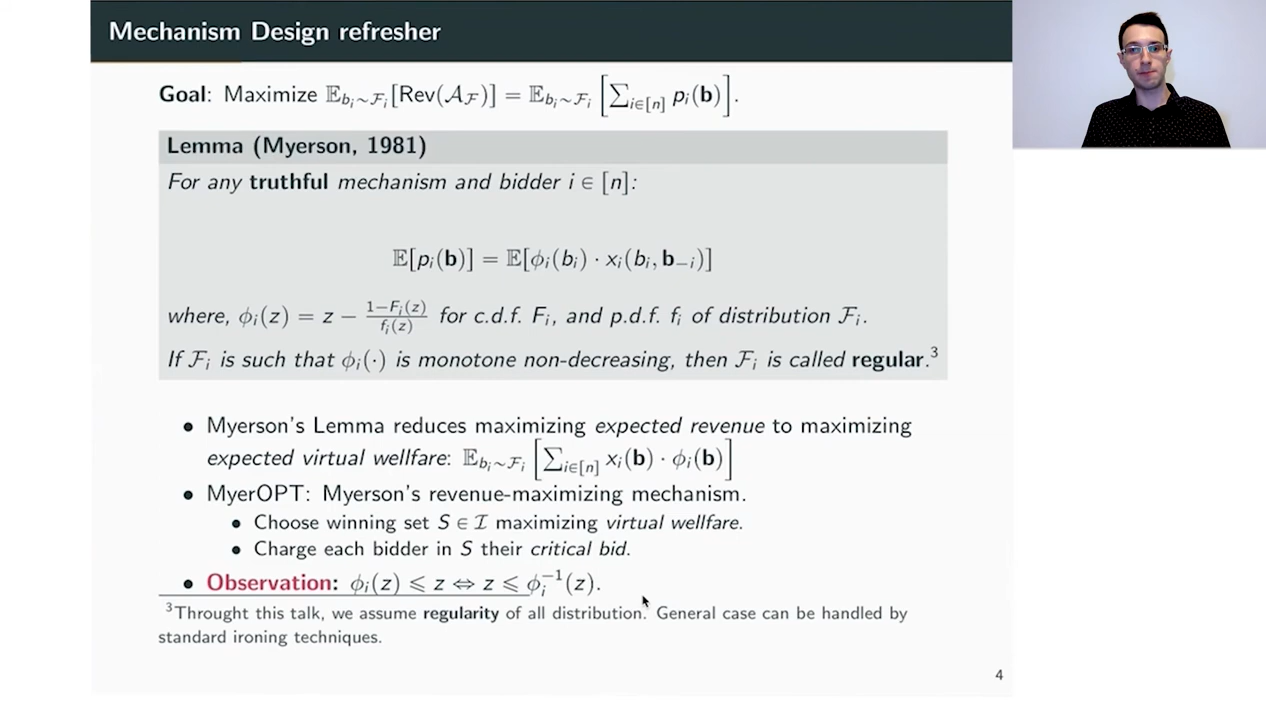 Mechanism Design refresher
Goal: Maximize 𝔼_{b_i∼ℱ_i}[Rev(𝒜_ℱ)] = 𝔼_{b_i∼ℱ_i}[∑_{i∈[n]} p_i(𝐛)].
Lemma (Myerson, 1981)
For any truthful mechanism and bidder i ∈ [n]:
𝔼[p_i(𝐛)] = 𝔼[ϕ_i(b_i) · x_i(b_i, 𝐛_{−i})]
where, ϕ_i(z) = z − (1−F_i(z))/f_i(z) for c.d.f. F_i, and p.d.f. f_i of distribution ℱ_i.
If ℱ_i is such that ϕ_i(·) is monotone non-decreasing, then ℱ_i is called regular.³
• Myerson's Lemma reduces maximizing expected revenue to maximizing
expected virtual wellfare: 𝔼_{b_i∼ℱ_i}[∑_{i∈[n]} x_i(𝐛) · ϕ_i(𝐛)]
• MyerOPT: Myerson's revenue-maximizing mechanism.
• Choose winning set S ∈ ℐ maximizing virtual wellfare.
• Charge each bidder in S their critical bid.
• Observation: ϕ_i(z) ⩽ z ⇔ z ⩽ ϕ_i^{−1}(z).
³Throught this talk, we assume regularity of all distribution. General case can be handled by
standard ironing techniques.
4